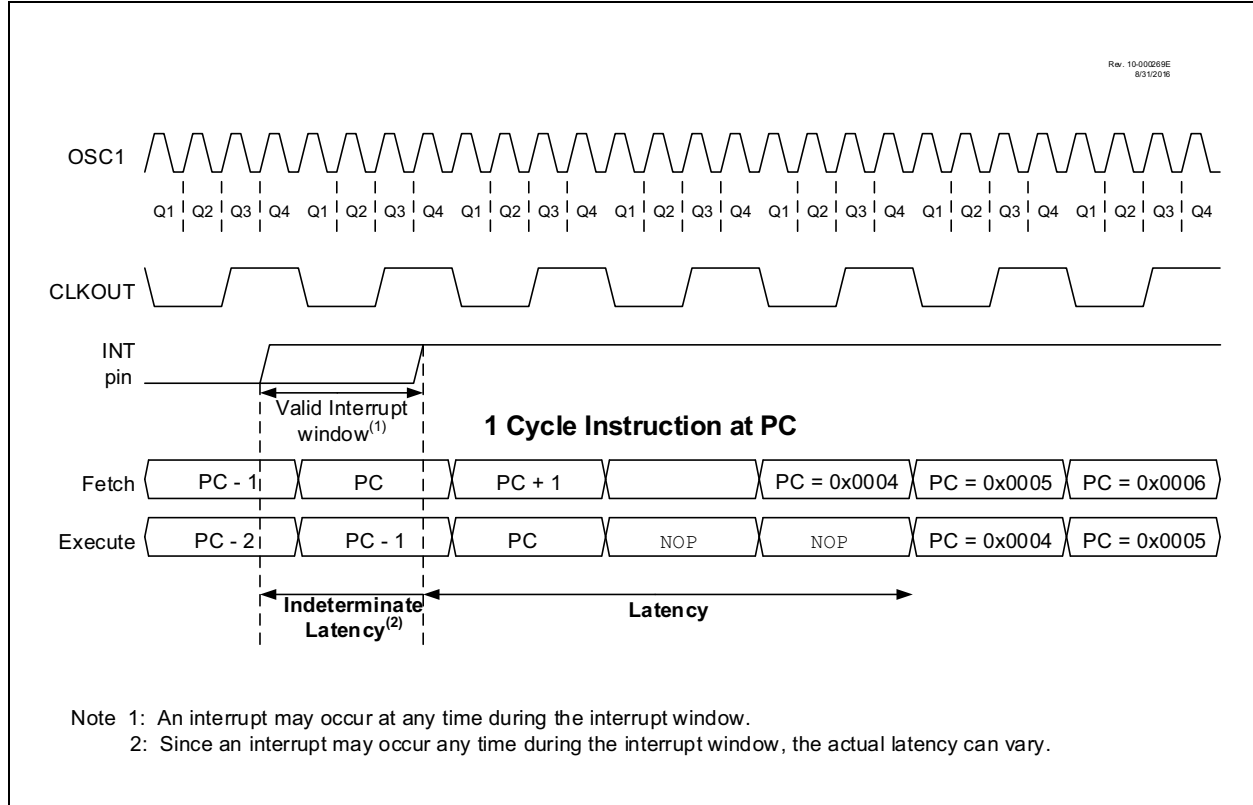 Rev. 10-000269E
8/31/2016
OSC1
Q1 Q2 Q3 Q4 Q1 Q2 Q3 Q4 Q1 Q2 Q3 Q4 Q1 Q2 Q3 Q4 Q1 Q2 Q3 Q4 Q1 Q2 Q3 Q4 Q1 Q2 Q3 Q4
CLKOUT
INT
pin
Valid Interrupt
window(1)
1 Cycle Instruction at PC
Fetch PC - 1 PC PC + 1 PC = 0x0004 PC = 0x0005 PC = 0x0006
Execute PC - 2 PC - 1 PC NOP NOP PC = 0x0004 PC = 0x0005
Indeterminate
Latency(2)
Latency
Note 1: An interrupt may occur at any time during the interrupt window.
2: Since an interrupt may occur any time during the interrupt window, the actual latency can vary.